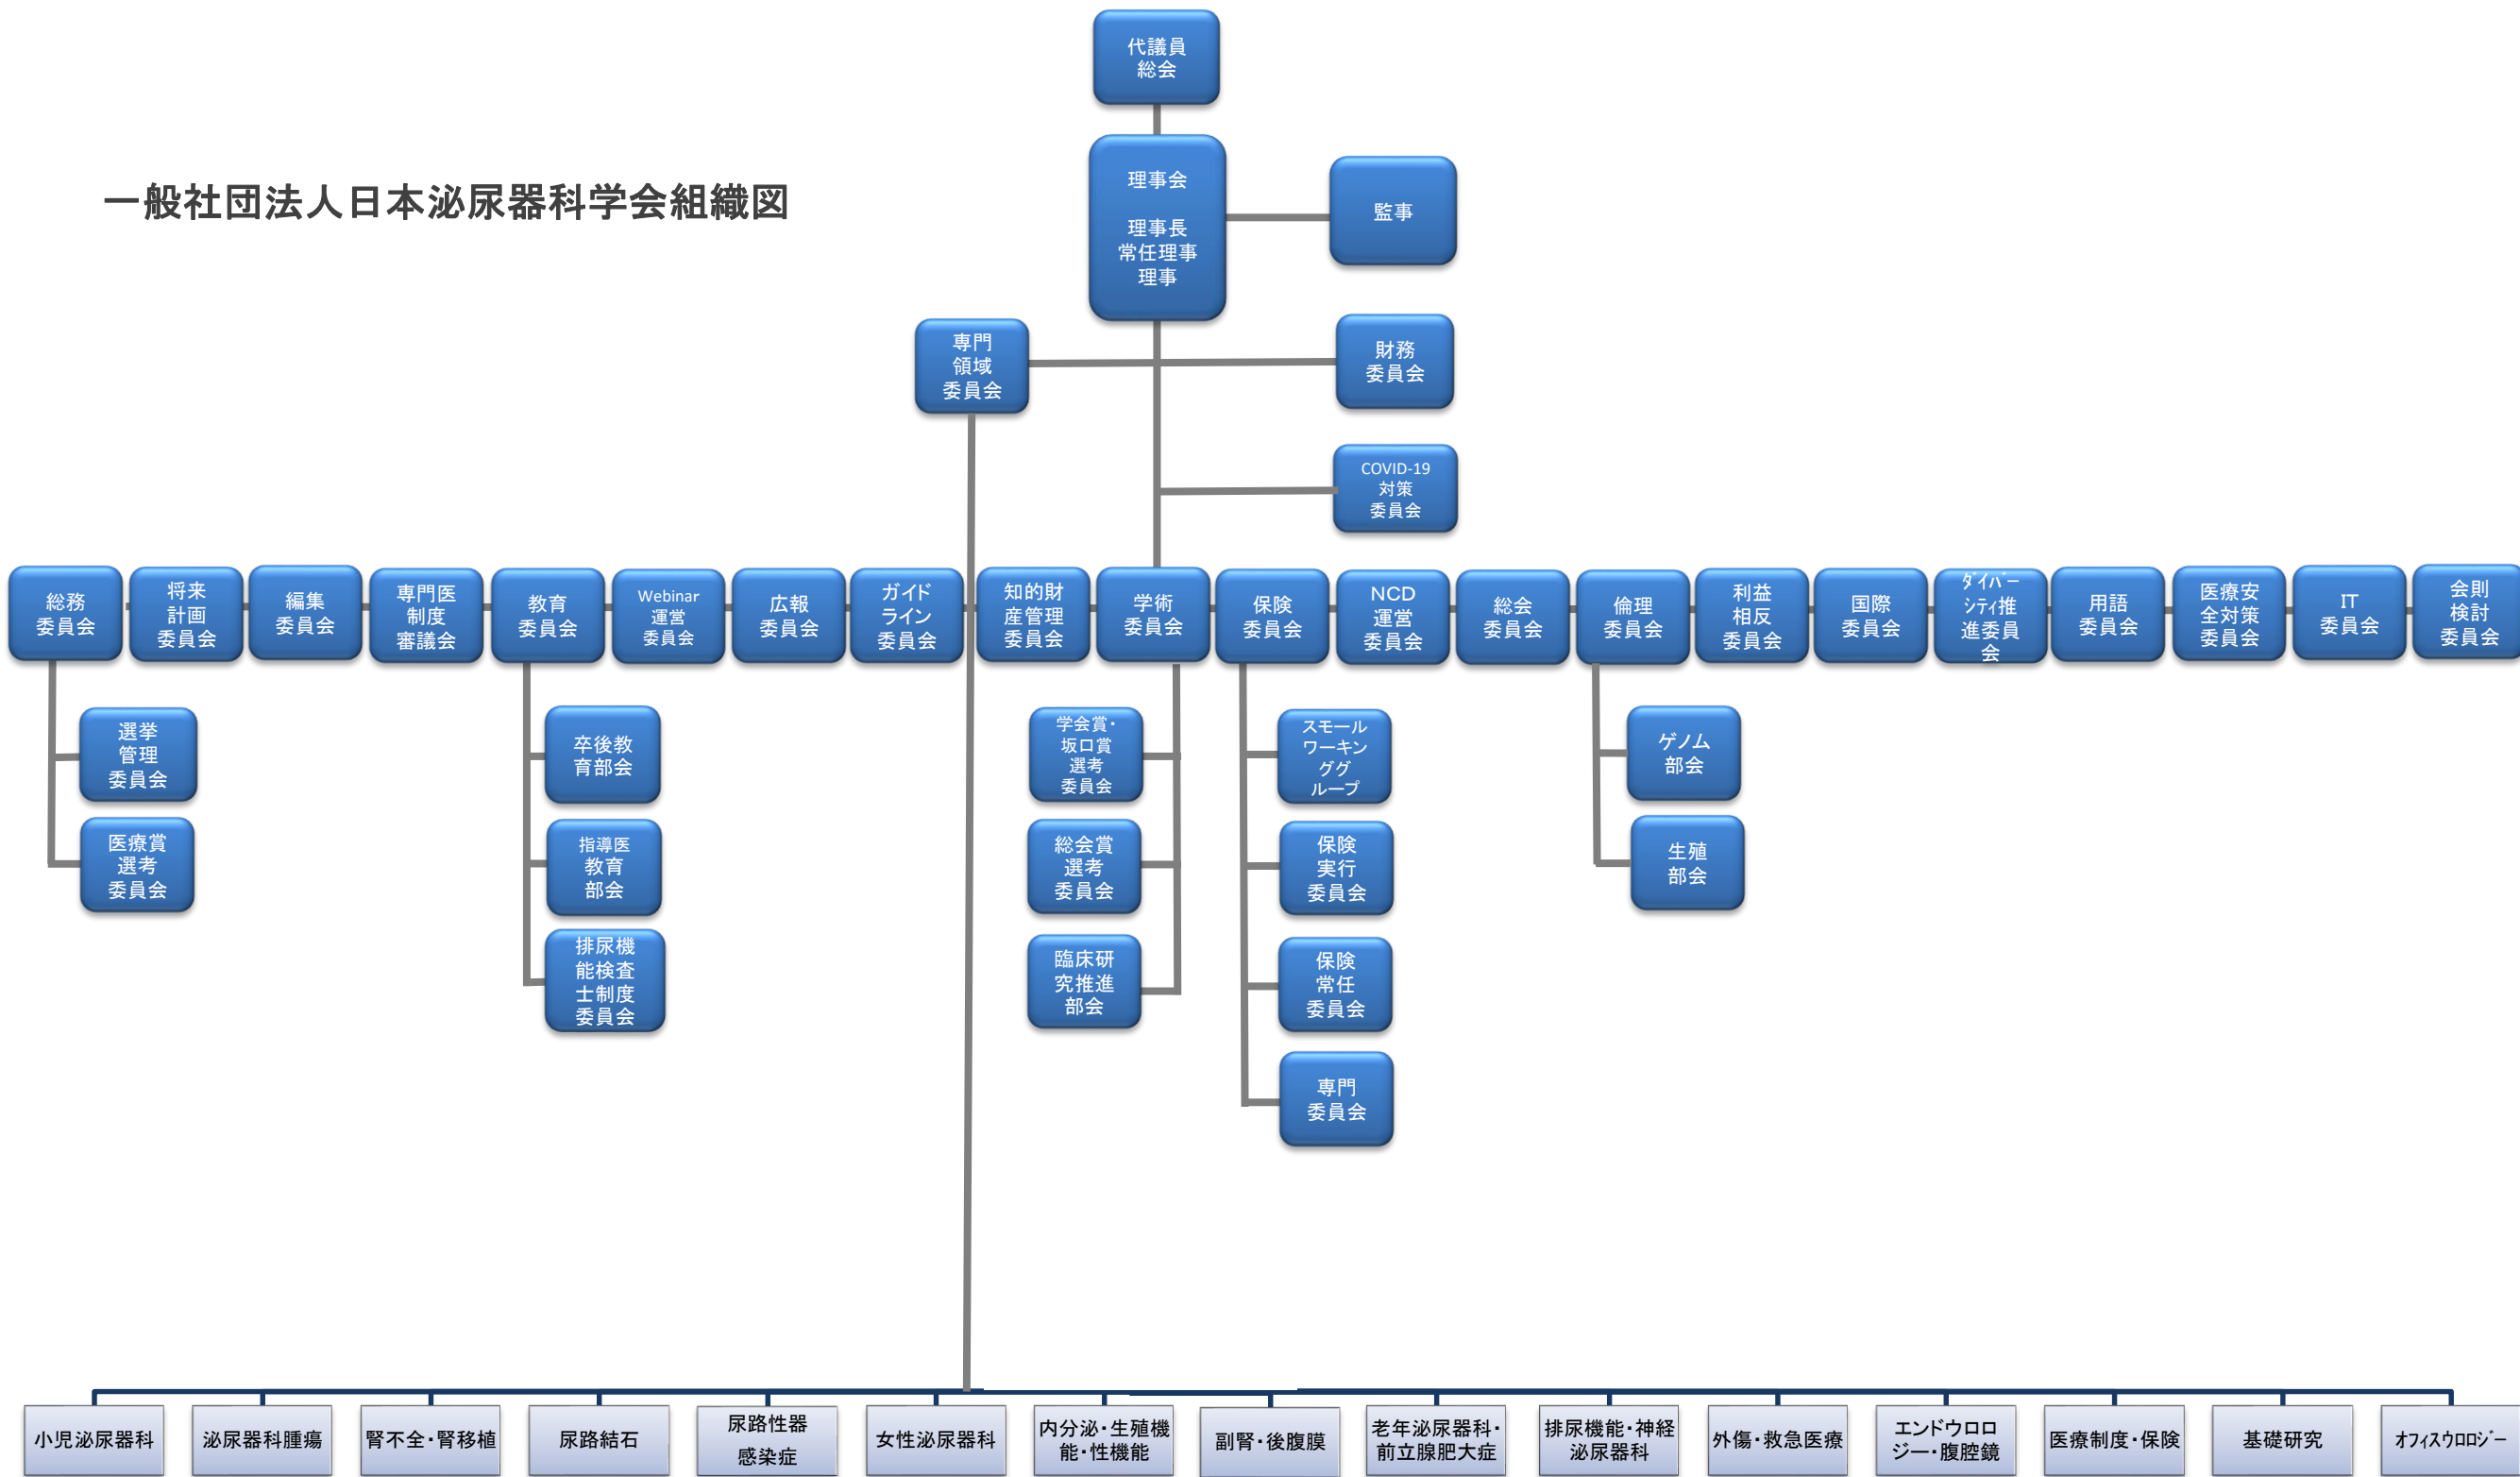 代議員
総会
一般社団法人日本泌尿器科学会組織図
理事会
理事長
常任理事
理事
監事
専門
領域
委員会
財務
委員会
COVID-19
対策
委員会
総務
委員会
将来
計画
委員会
編集
委員会
専門医
制度
審議会
教育
委員会
Webinar
運営
委員会
広報
委員会
ガイド
ライン
委員会
知的財
産管理
委員会
学術
委員会
保険
委員会
NCD
運営
委員会
総会
委員会
倫理
委員会
利益
相反
委員会
国際
委員会
ﾀﾞｲﾊﾞｰ
ｼﾃｨ推
進委員
会
用語
委員会
医療安
全対策
委員会
IT
委員会
会則
検討
委員会
選挙
管理
委員会
医療賞
選考
委員会
卒後教
育部会
指導医
教育
部会
排尿機
能検査
士制度
委員会
学会賞・
坂口賞
選考
委員会
総会賞
選考
委員会
臨床研
究推進
部会
スモール
ワーキン
ググ
ループ
保険
実行
委員会
保険
常任
委員会
専門
委員会
ゲノム
部会
生殖
部会
小児泌尿器科
泌尿器科腫瘍
腎不全・腎移植
尿路結石
尿路性器
感染症
女性泌尿器科
内分泌・生殖機
能・性機能
副腎・後腹膜
老年泌尿器科・
前立腺肥大症
排尿機能・神経
泌尿器科
外傷・救急医療
エンドウロロ
ジー・腹腔鏡
医療制度・保険
基礎研究
ｵﾌｨｽｳﾛﾛｼﾞｰ